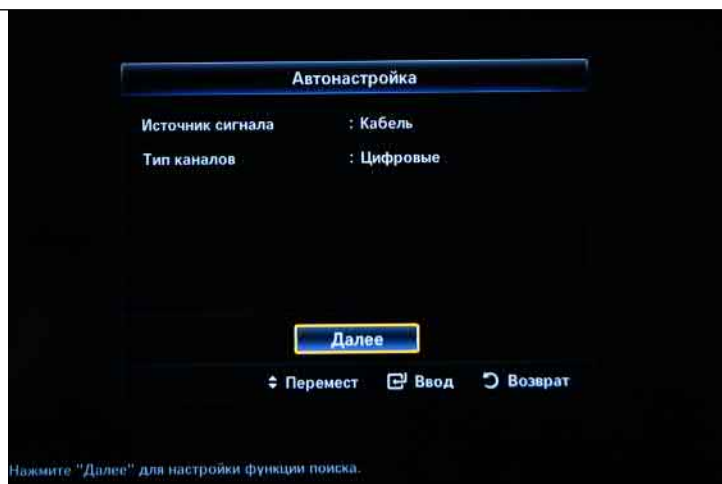 Автонастройка
Источник сигнала : Кабель
Тип каналов : Цифровые
Далее
Перемест Ввод Возврат
Нажмите "Далее" для настройки функции поиска.